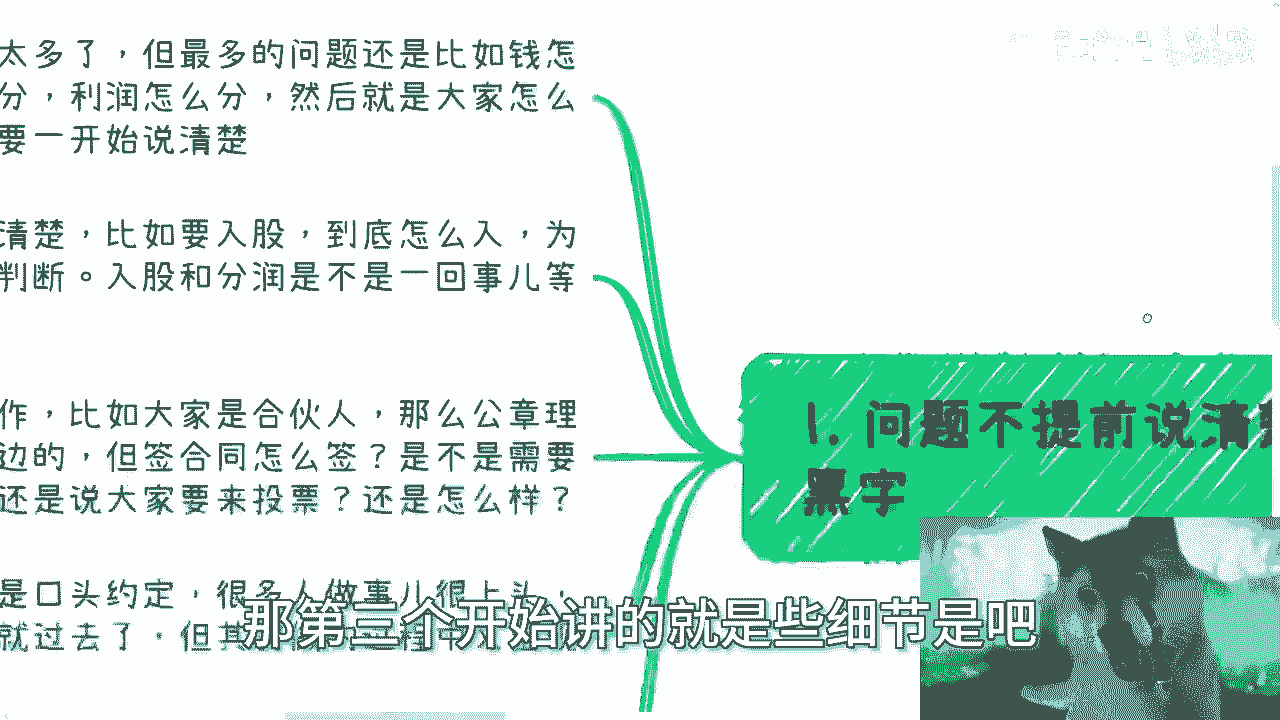 太多了，但最多的问题还是比如钱怎
分，利润怎么分，然后就是大家怎么
要一开始说清楚
清楚，比如要入股，到底怎么入，为
判断。入股和分润是不是一回事儿等
作，比如大家是合伙人，那么公章理
边的，但签合同怎么签？是不是需要
还是说大家要来投票？还是怎么样？
是口头约定，很多人做事儿很上头，
就过去了，但其
1. 问题不提前说清楚
黑字
那第三个开始讲的就是些细节是吧